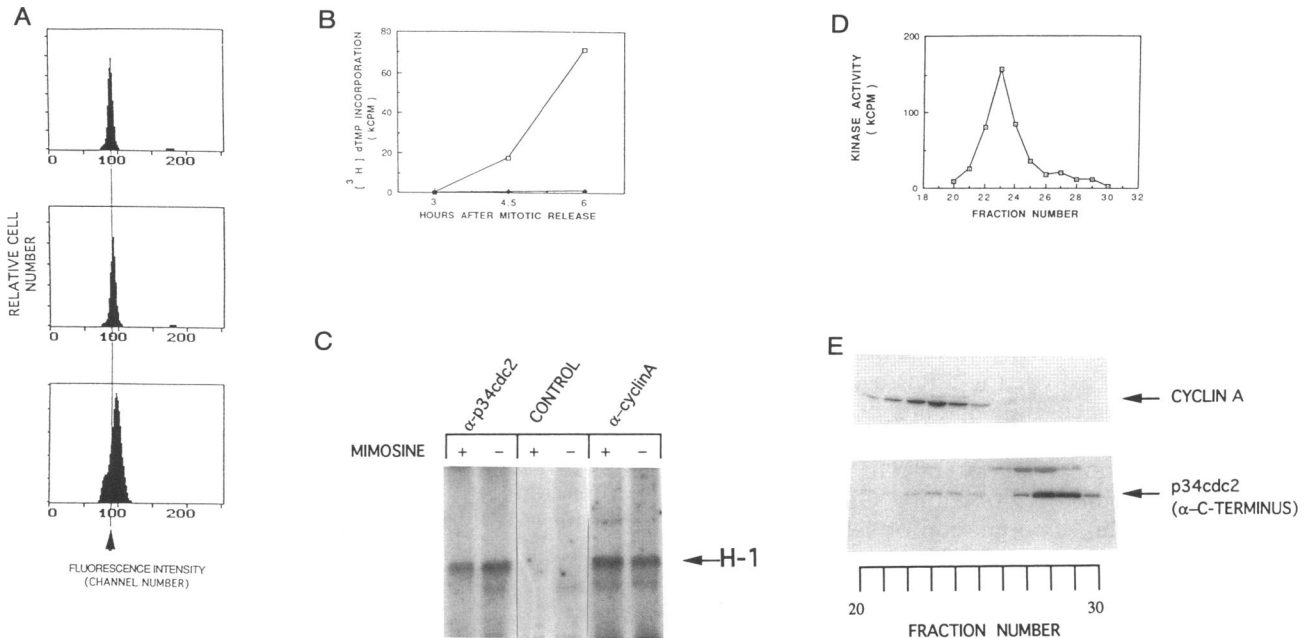 A
0 100 200
0 100 200
0 100 200
RELATIVE CELL
NUMBER
FLUORESCENCE INTENSITY
(CHANNEL NUMBER)
B
80
60
40
20
0
[ 3 H ] dTMP INCORPORATION
( kCPM )
3 4.5 6
HOURS AFTER MITOTIC RELEASE
C
α-p34cdc2 CONTROL α-cyclinA
MIMOSINE + - + - + -
H-1
D
200
100
0
KINASE ACTIVITY
( kCPM )
18 20 22 24 26 28 30 32
FRACTION NUMBER
E
CYCLIN A
p34cdc2
(α-C-TERMINUS)
20 30
FRACTION NUMBER